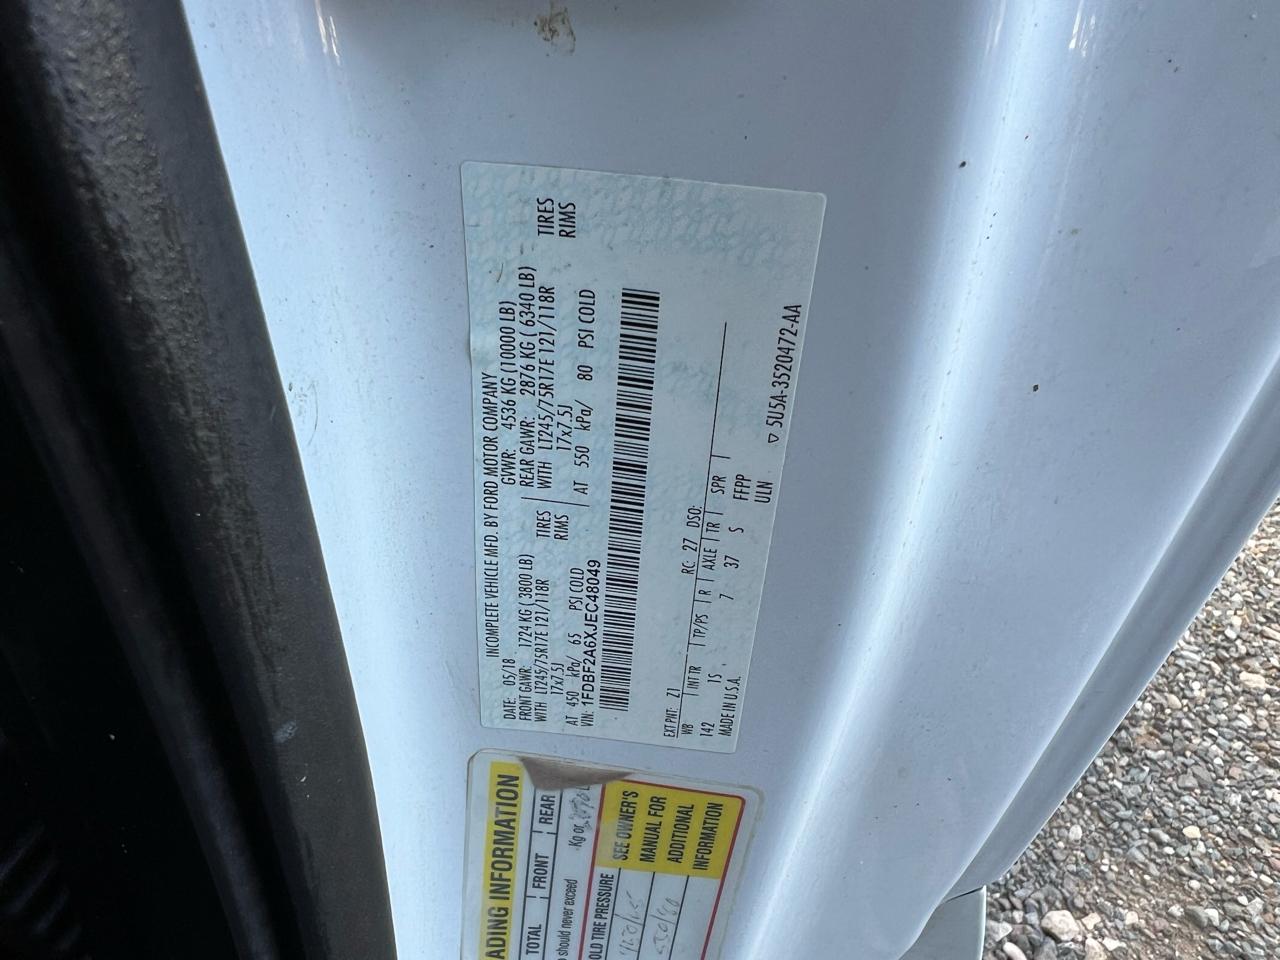 INCOMPLETE VEHICLE MFD. BY FORD MOTOR COMPANY
DATE: 05/18 GVWR: 4536 KG (10000 LB)
FRONT GAWR: 1724 KG ( 3800 LB) REAR GAWR: 2876 KG ( 6340 LB)
WITH LT245/75R17E 121/118R TIRES WITH LT245/75R17E 121/118R TIRES
17x7.5J RIMS 17x7.5J RIMS
AT 450 kPa/ 65 PSI COLD AT 550 kPa/ 80 PSI COLD
VIN: 1FDBF2A6XJEC48049
EXT PNT: Z1 RC: 27 DSO:
WB INT TR TP/PS R AXLE TR SPR
142 1S 7 37 S FFPP
MADE IN U.S.A. ULN
5U5A-3520472-AA
ADING INFORMATION
TOTAL FRONT REAR
should never exceed Kg or
OLD TIRE PRESSURE
SEE OWNER'S
MANUAL FOR
ADDITIONAL
INFORMATION